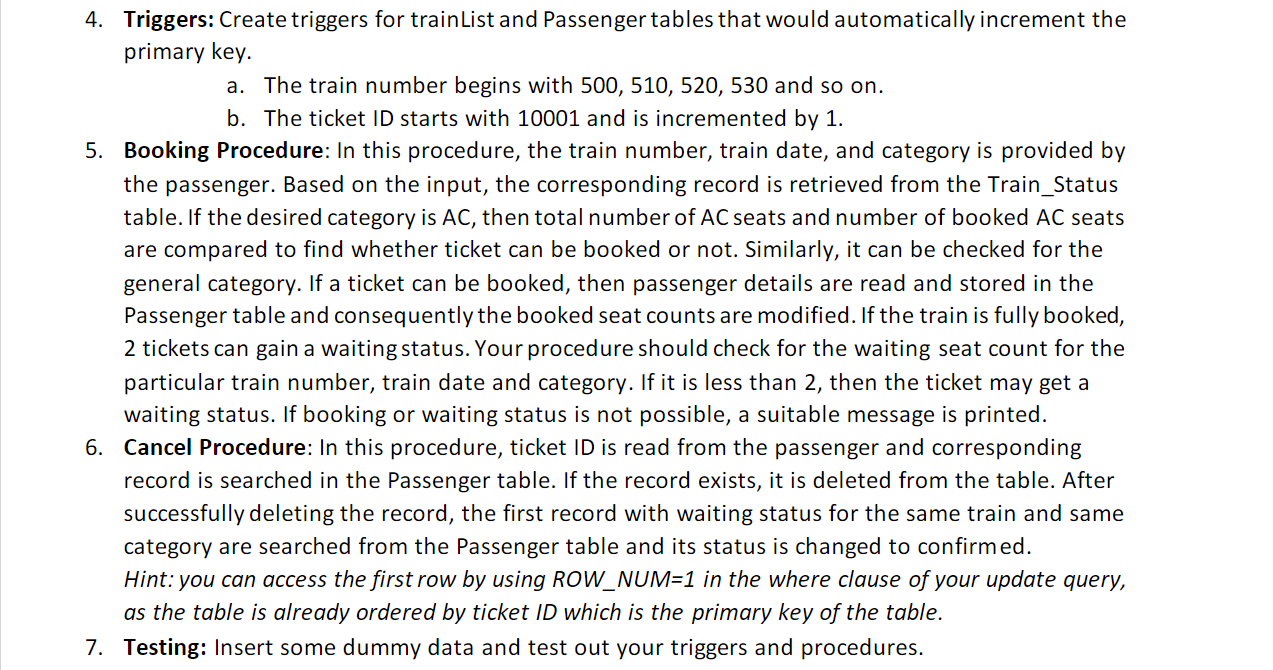 4. Triggers: Create triggers for trainList and Passenger tables that would automatically increment the
primary key.
a. The train number begins with 500, 510, 520, 530 and so on.
b. The ticket ID starts with 10001 and is incremented by 1.
5. Booking Procedure: In this procedure, the train number, train date, and category is provided by
the passenger. Based on the input, the corresponding record is retrieved from the Train_Status
table. If the desired category is AC, then total number of AC seats and number of booked AC seats
are compared to find whether ticket can be booked or not. Similarly, it can be checked for the
general category. If a ticket can be booked, then passenger details are read and stored in the
Passenger table and consequently the booked seat counts are modified. If the train is fully booked,
2 tickets can gain a waiting status. Your procedure should check for the waiting seat count for the
particular train number, train date and category. If it is less than 2, then the ticket may get a
waiting status. If booking or waiting status is not possible, a suitable message is printed.
6. Cancel Procedure: In this procedure, ticket ID is read from the passenger and corresponding
record is searched in the Passenger table. If the record exists, it is deleted from the table. After
successfully deleting the record, the first record with waiting status for the same train and same
category are searched from the Passenger table and its status is changed to confirmed.
Hint: you can access the first row by using ROW_NUM=1 in the where clause of your update query,
as the table is already ordered by ticket ID which is the primary key of the table.
7. Testing: Insert some dummy data and test out your triggers and procedures.